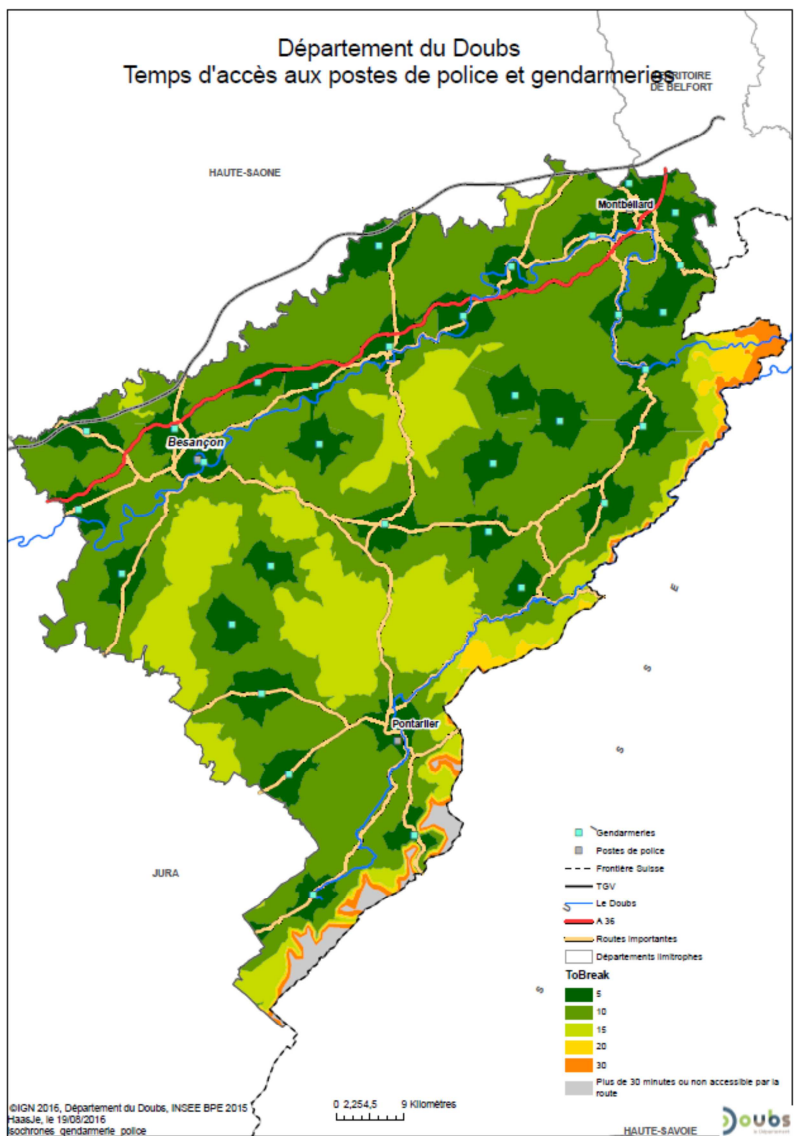 Département du Doubs
Temps d'accès aux postes de police et gendarmeries
TERRITOIRE
DE BELFORT
HAUTE-SAONE
Montbéliard
Besançon
E
S
S
Pontarlier
Gendarmeries
Postes de police
Frontière Suisse
JURA
TGV
Le Doubs
S
A 36
Routes importantes
Départements limitrophes
ToBreak
S
5
10
15
20
30
Plus de 30 minutes ou non accessible par la
route
©IGN 2016, Département du Doubs, INSEE BPE 2015
HaasJe, le 19/08/2016
Isochrones_gendarmerie_police
0 2,254,5 9 Kilomètres
HAUTE-SAVOIE
Doubs